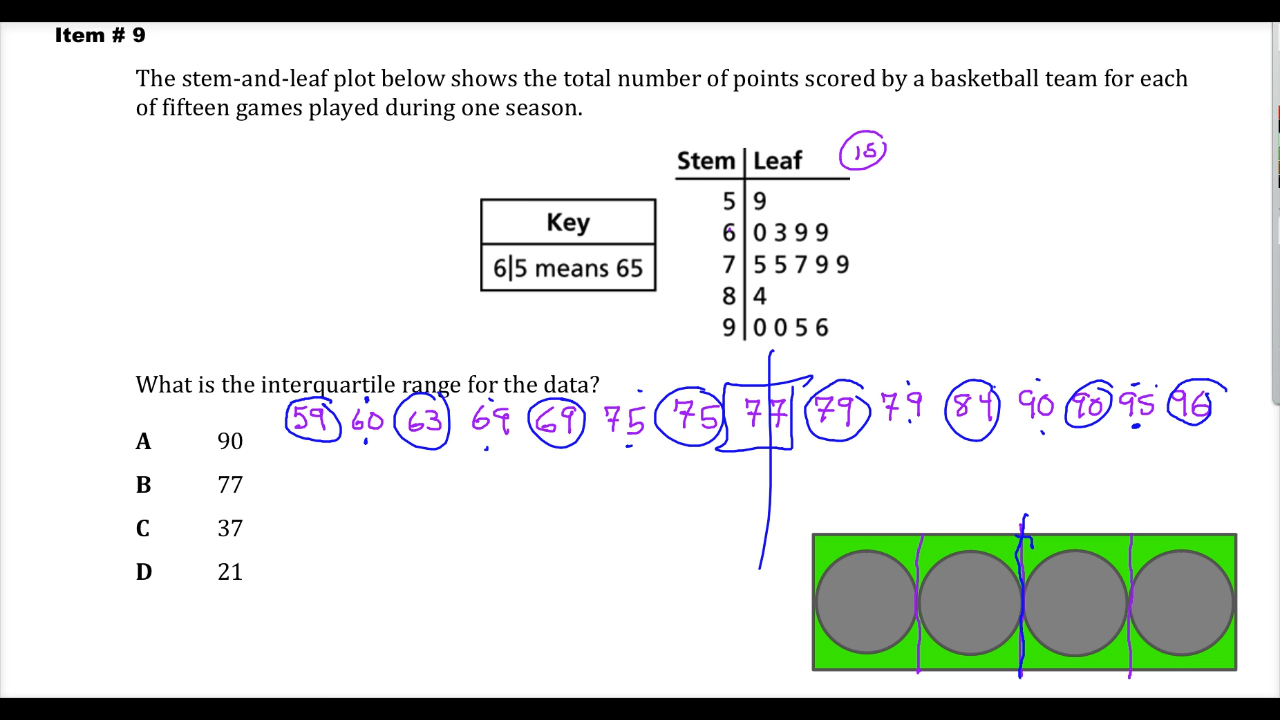 Item # 9
The stem-and-leaf plot below shows the total number of points scored by a basketball team for each
of fifteen games played during one season.
Stem Leaf 15
5 9
6 0 3 9 9
7 5 5 7 9 9
8 4
9 0 0 5 6
Key
6|5 means 65
What is the interquartile range for the data?
59 60 63 69 69 75 75 77 79 79 84 90 90 95 96
A 90
B 77
C 37
D 21